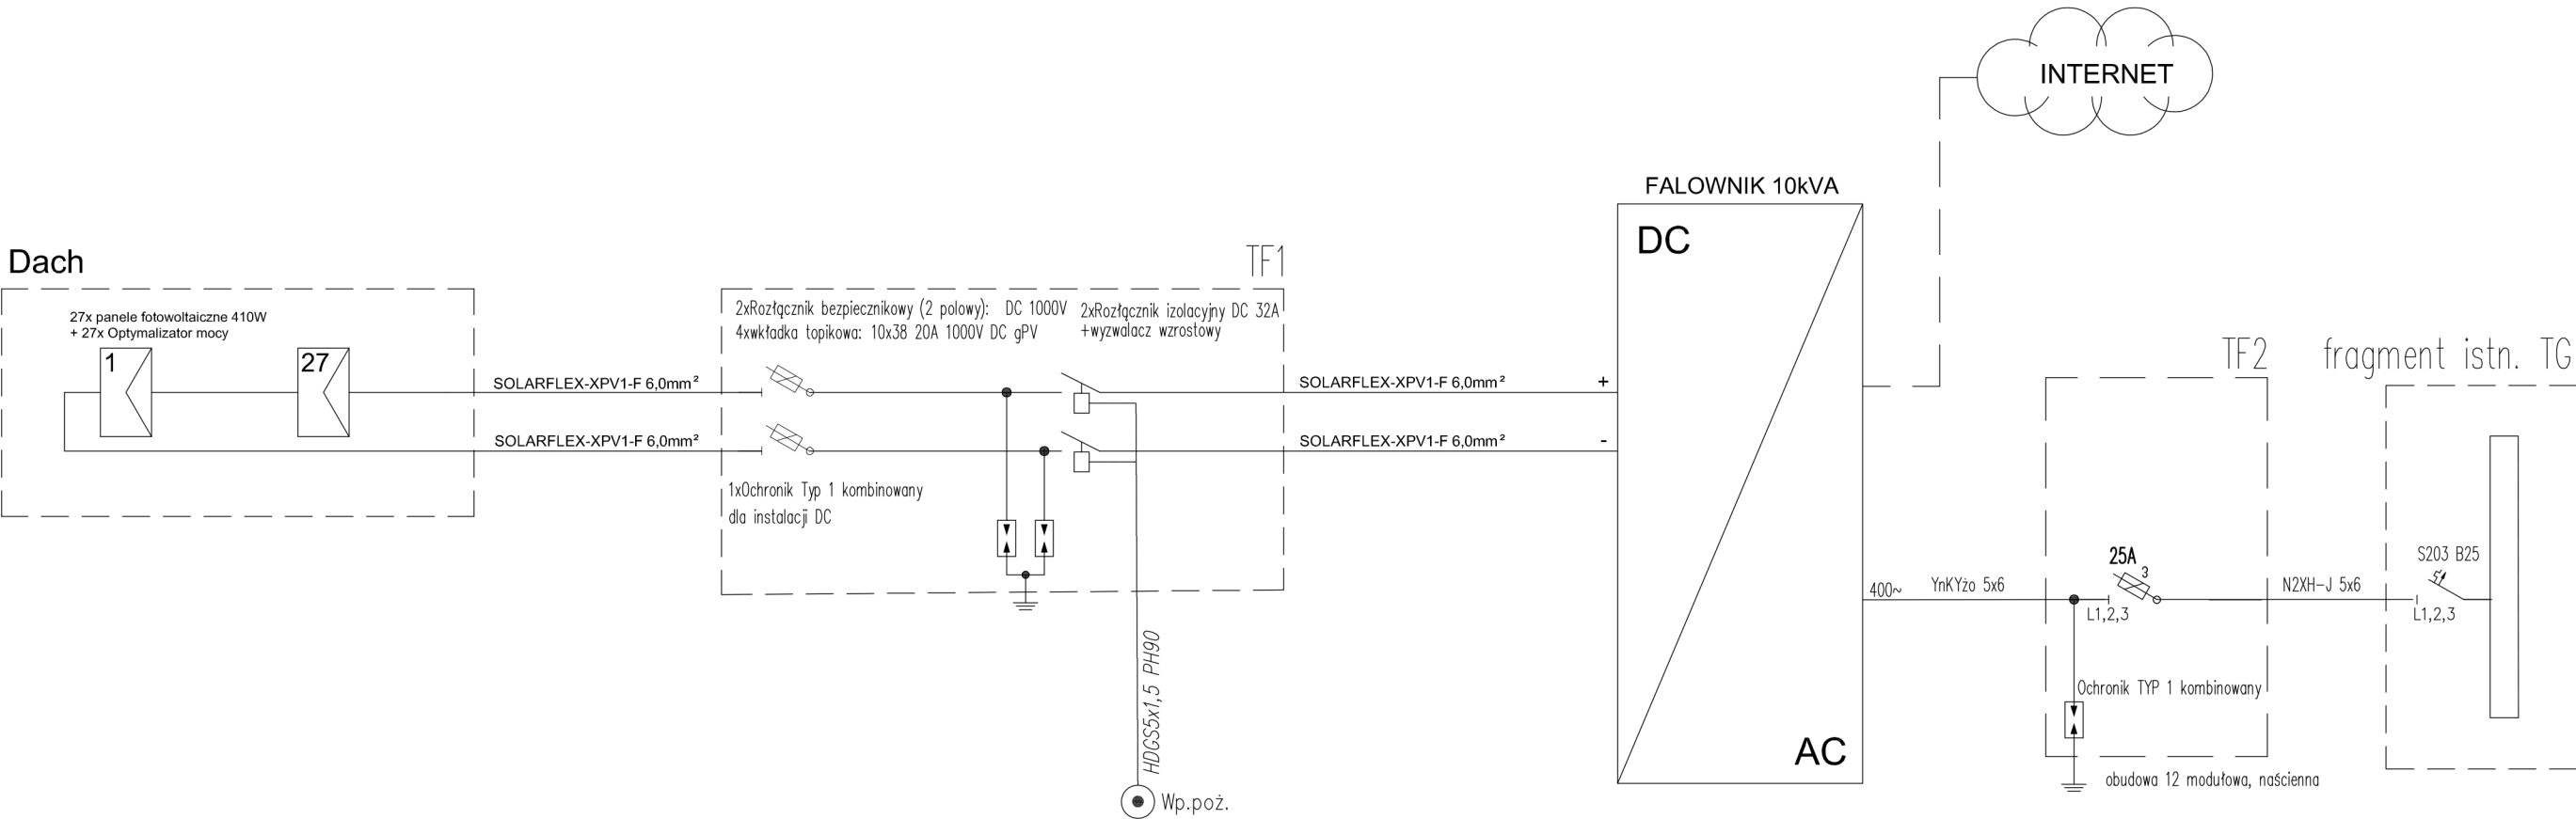 INTERNET
FALOWNIK 10kVA
DC
AC
Dach
27x panele fotowoltaiczne 410W
+ 27x Optymalizator mocy
1
27
SOLARFLEX-XPV1-F 6,0mm²
SOLARFLEX-XPV1-F 6,0mm²
TF1
2xRozłącznik bezpiecznikowy (2 polowy): DC 1000V
4xwkładka topikowa: 10x38 20A 1000V DC gPV
2xRozłącznik izolacyjny DC 32A
+wyzwalacz wzrostowy
1xOchronik Typ 1 kombinowany
dla instalacji DC
SOLARFLEX-XPV1-F 6,0mm²
+
SOLARFLEX-XPV1-F 6,0mm²
-
HDGS5x1,5 PH90
Wp.poż.
400~
YnKYżo 5x6
TF2
25A
3
L1,2,3
Ochronik TYP 1 kombinowany
obudowa 12 modułowa, naścienna
N2XH-J 5x6
fragment istn. TG
S203 B25
L1,2,3